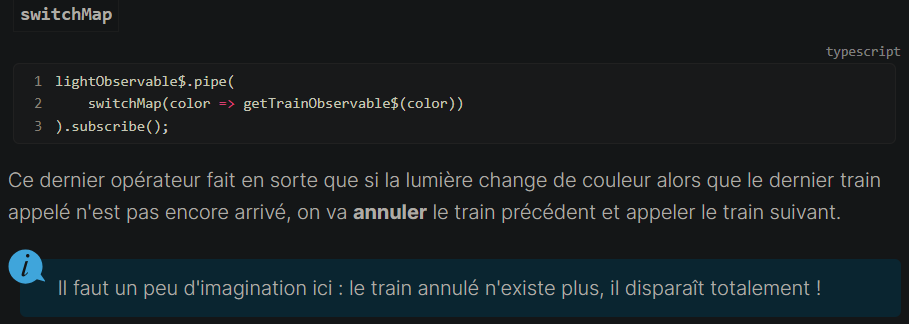 switchMap
typescript
1 lightObservable$.pipe(
2     switchMap(color => getTrainObservable$(color))
3 ).subscribe();
Ce dernier opérateur fait en sorte que si la lumière change de couleur alors que le dernier train
appelé n'est pas encore arrivé, on va annuler le train précédent et appeler le train suivant.
i
Il faut un peu d'imagination ici : le train annulé n'existe plus, il disparaît totalement !